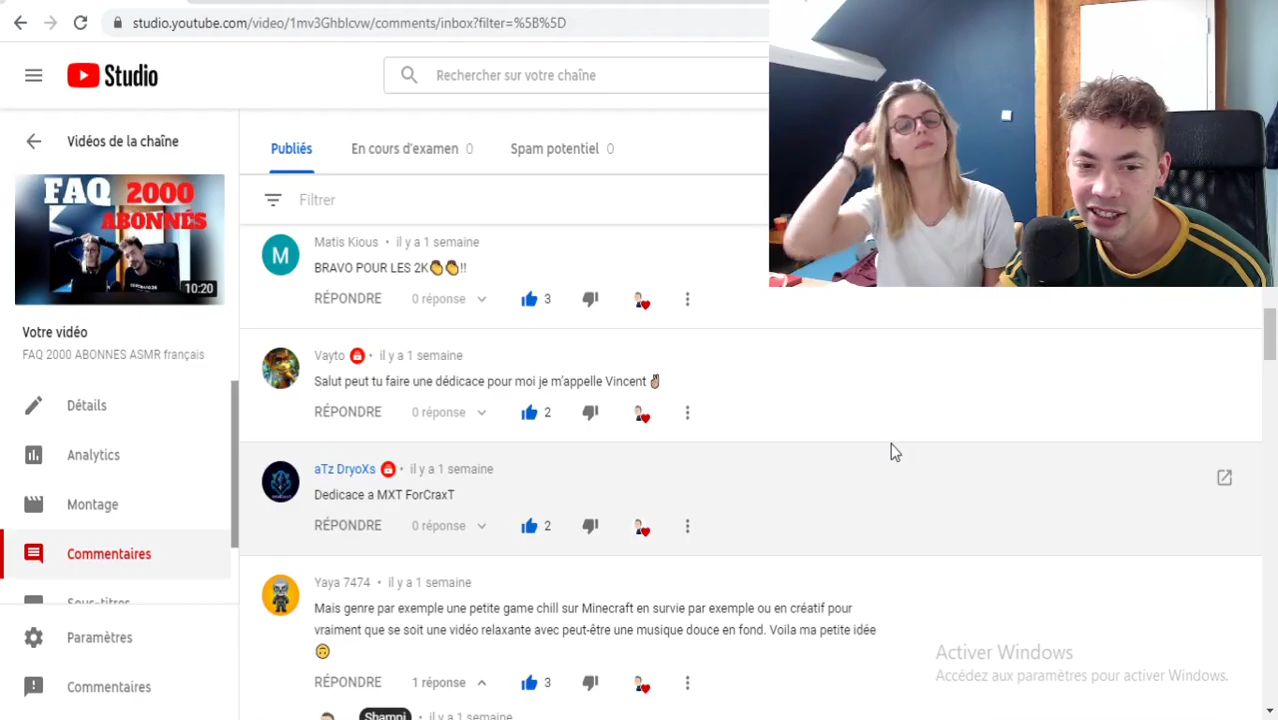 studio.youtube.com/video/1mv3Ghblcvw/comments/inbox?filter=%5B%5D
Studio
Rechercher sur votre chaîne
Vidéos de la chaîne
FAQ 2000
ABONNÉS
10:20
Votre vidéo
FAQ 2000 ABONNES ASMR français
Détails
Analytics
Montage
Commentaires
Sous-titres
Paramètres
Commentaires
Publiés
En cours d'examen 0
Spam potentiel 0
Filtrer
M
Matis Kious • il y a 1 semaine
BRAVO POUR LES 2K👏👏!!
RÉPONDRE 0 réponse 3
Vayto • il y a 1 semaine
Salut peut tu faire une dédicace pour moi je m'appelle Vincent ✌🏽
RÉPONDRE 0 réponse 2
aTz DryoXs • il y a 1 semaine
Dedicace a MXT ForCraxT
RÉPONDRE 0 réponse 2
Yaya 7474 • il y a 1 semaine
Mais genre par exemple une petite game chill sur Minecraft en survie par exemple ou en créatif pour
vraiment que se soit une vidéo relaxante avec peut-être une musique douce en fond. Voila ma petite idée
🙃
RÉPONDRE 1 réponse 3
Shampi • il y a 1 semaine
Activer Windows
Accédez aux paramètres pour activer Windows.